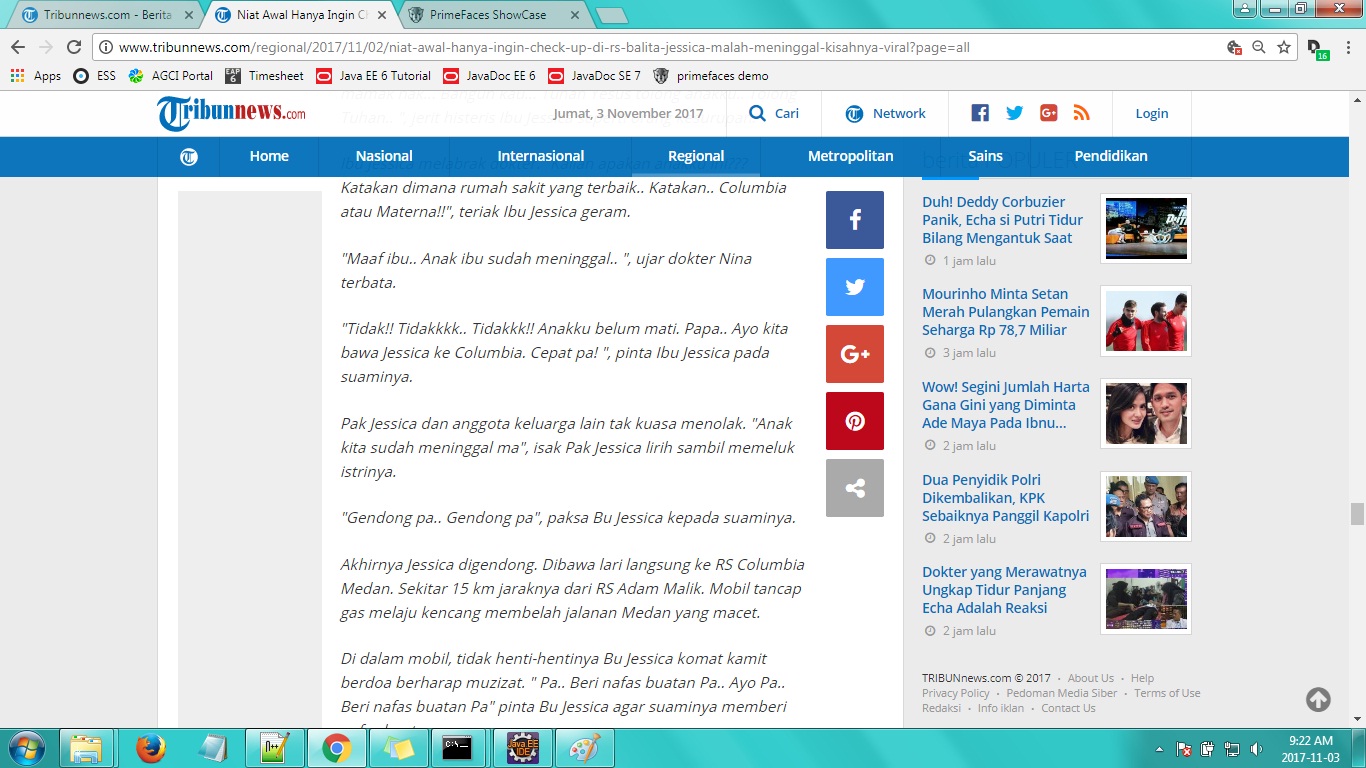 Tribunnews.com - Berita
Niat Awal Hanya Ingin Ch
PrimeFaces ShowCase
www.tribunnews.com/regional/2017/11/02/niat-awal-hanya-ingin-check-up-di-rs-balita-jessica-malah-meninggal-kisahnya-viral?page=all
16
Apps
ESS
AGCI Portal
EAP 6
Timesheet
Java EE 6 Tutorial
JavaDoc EE 6
JavaDoc SE 7
primefaces demo
Tribunnews.com
Jumat, 3 November 2017
Cari
Network
Login
Home
Nasional
Internasional
Regional
Metropolitan
Sains
Pendidikan
Katakan dimana rumah sakit yang terbaik.. Katakan.. Columbia
atau Materna!!", teriak Ibu Jessica geram.
"Maaf ibu.. Anak ibu sudah meninggal.. ", ujar dokter Nina
terbata.
"Tidak!! Tidakkkk.. Tidakkk!! Anakku belum mati. Papa.. Ayo kita
bawa Jessica ke Columbia. Cepat pa! ", pinta Ibu Jessica pada
suaminya.
Pak Jessica dan anggota keluarga lain tak kuasa menolak. "Anak
kita sudah meninggal ma", isak Pak Jessica lirih sambil memeluk
istrinya.
"Gendong pa.. Gendong pa", paksa Bu Jessica kepada suaminya.
Akhirnya Jessica digendong. Dibawa lari langsung ke RS Columbia
Medan. Sekitar 15 km jaraknya dari RS Adam Malik. Mobil tancap
gas melaju kencang membelah jalanan Medan yang macet.
Di dalam mobil, tidak henti-hentinya Bu Jessica komat kamit
berdoa berharap muzizat. " Pa.. Beri nafas buatan Pa.. Ayo Pa..
Beri nafas buatan Pa" pinta Bu Jessica agar suaminya memberi
Duh! Deddy Corbuzier
Panik, Echa si Putri Tidur
Bilang Mengantuk Saat
1 jam lalu
Mourinho Minta Setan
Merah Pulangkan Pemain
Seharga Rp 78,7 Miliar
3 jam lalu
Wow! Segini Jumlah Harta
Gana Gini yang Diminta
Ade Maya Pada Ibnu...
2 jam lalu
Dua Penyidik Polri
Dikembalikan, KPK
Sebaiknya Panggil Kapolri
2 jam lalu
Dokter yang Merawatnya
Ungkap Tidur Panjang
Echa Adalah Reaksi
2 jam lalu
TRIBUNnews.com © 2017 • About Us • Help
Privacy Policy • Pedoman Media Siber • Terms of Use
Redaksi • Info iklan • Contact Us
Java EE
IDE
9:22 AM
2017-11-03